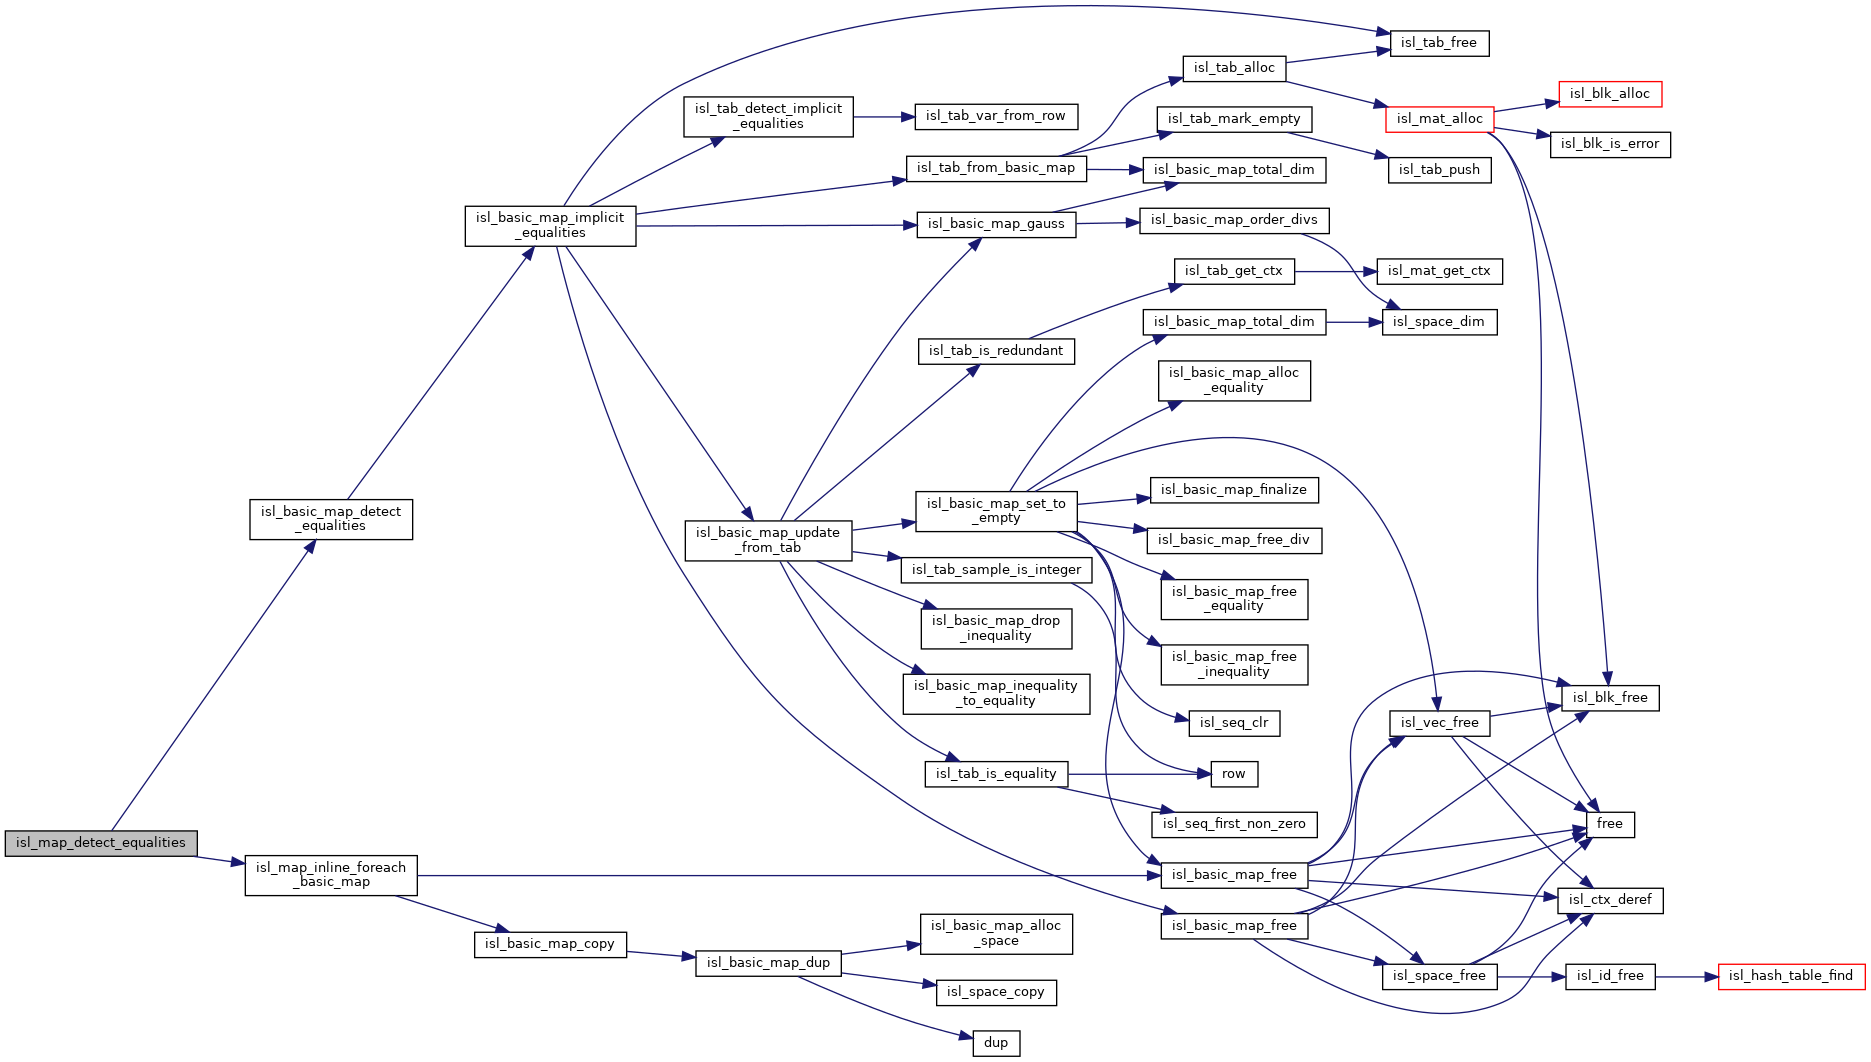 isl_map_detect_equalities
isl_basic_map_detect
_equalities
isl_map_inline_foreach
_basic_map
isl_basic_map_implicit
_equalities
isl_basic_map_copy
isl_tab_detect_implicit
_equalities
isl_basic_map_update
_from_tab
isl_basic_map_dup
isl_tab_var_from_row
isl_tab_from_basic_map
isl_basic_map_gauss
isl_tab_is_redundant
isl_basic_map_set_to
_empty
isl_tab_sample_is_integer
isl_basic_map_drop
_inequality
isl_basic_map_inequality
_to_equality
isl_tab_is_equality
isl_basic_map_alloc
_space
isl_space_copy
dup
isl_tab_alloc
isl_tab_mark_empty
isl_basic_map_total_dim
isl_basic_map_order_divs
isl_tab_get_ctx
isl_basic_map_total_dim
isl_basic_map_alloc
_equality
isl_basic_map_finalize
isl_basic_map_free_div
isl_basic_map_free
_equality
isl_basic_map_free
_inequality
isl_seq_clr
row
isl_seq_first_non_zero
isl_basic_map_free
isl_basic_map_free
isl_tab_free
isl_mat_alloc
isl_tab_push
isl_mat_get_ctx
isl_space_dim
isl_vec_free
isl_space_free
isl_blk_alloc
isl_blk_is_error
isl_blk_free
free
isl_ctx_deref
isl_id_free
isl_hash_table_find